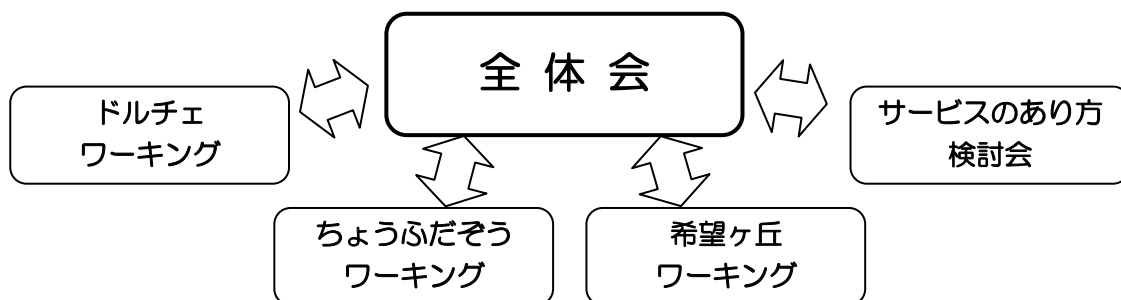 全体会
ドルチェ
ワーキング
サービスのあり方
検討会
ちょうふだぞう
ワーキング
希望ヶ丘
ワーキング